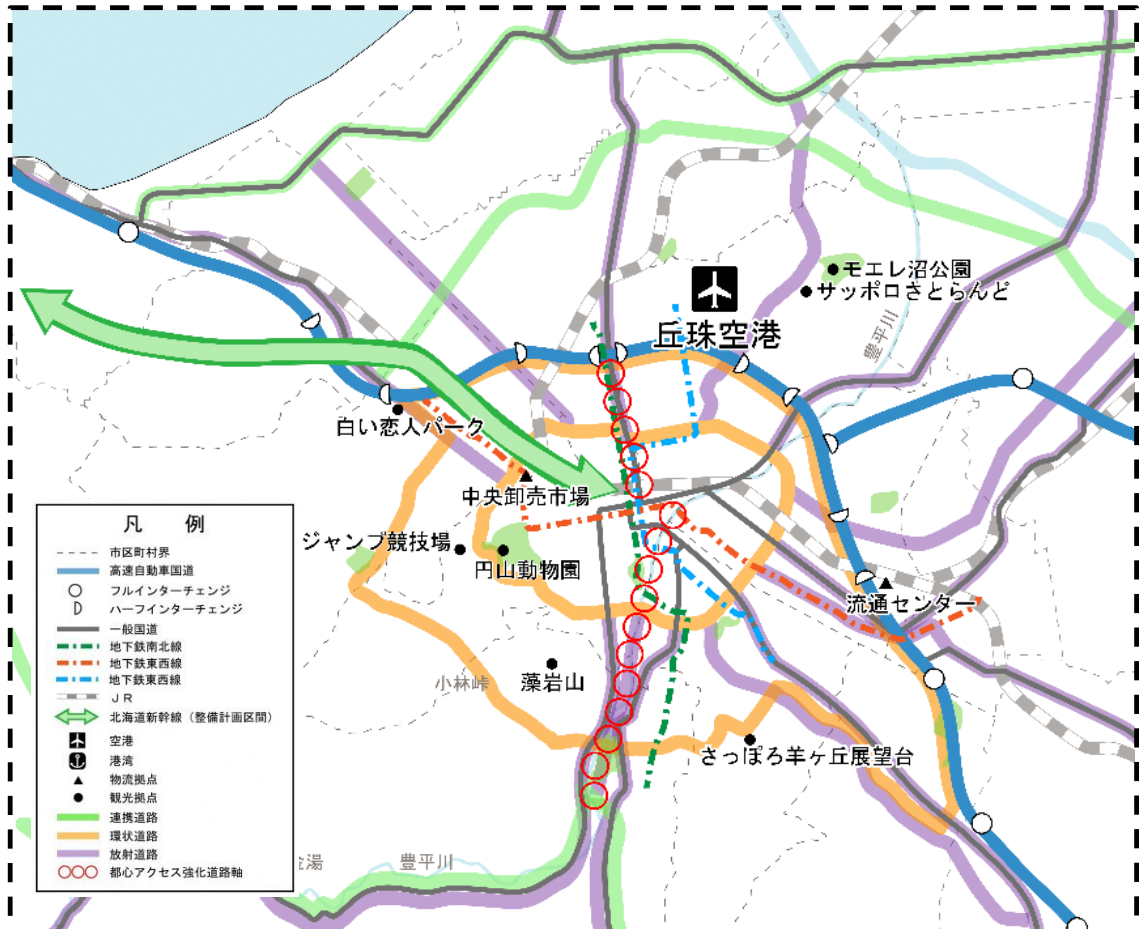 モエレ沼公園
サッポロさとらんど
丘珠空港
豊平川
白い恋人パーク
中央卸売市場
ジャンプ競技場
円山動物園
流通センター
藻岩山
小林峠
さっぽろ羊ヶ丘展望台
豊平川
湯
凡 例
市区町村界
高速自動車国道
フルインターチェンジ
ハーフインターチェンジ
一般国道
地下鉄南北線
地下鉄東西線
地下鉄東西線
JR
北海道新幹線(整備計画区間)
空港
港湾
物流拠点
観光拠点
連携道路
環状道路
放射道路
都心アクセス強化道路軸